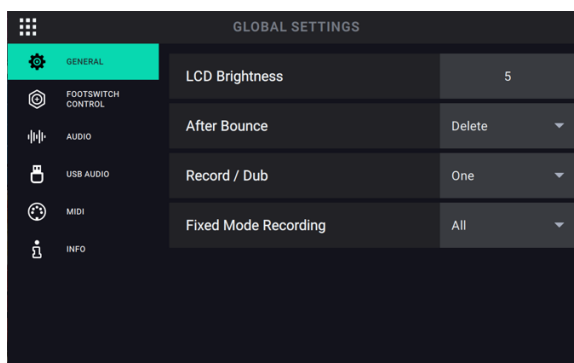 GLOBAL SETTINGS
GENERAL
FOOTSWITCH
CONTROL
AUDIO
USB AUDIO
MIDI
INFO
LCD Brightness 5
After Bounce Delete
Record / Dub One
Fixed Mode Recording All